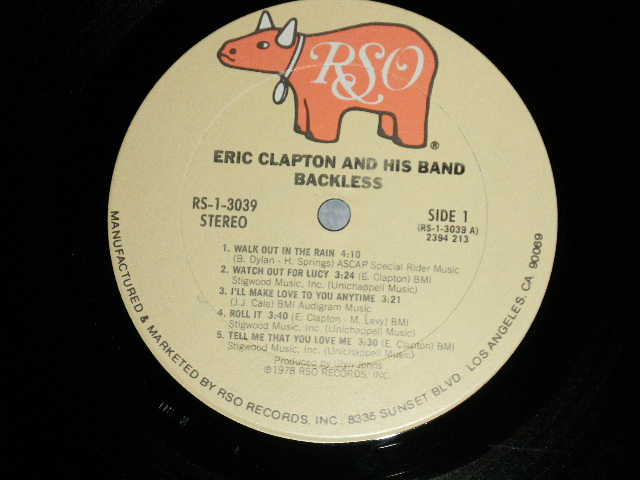 RSO
®
ERIC CLAPTON AND HIS BAND
BACKLESS
RS-1-3039
STEREO
SIDE 1
(RS-1-3039 A)
2394 213
1. WALK OUT IN THE RAIN 4:10
(B. Dylan - H. Springs) ASCAP Special Rider Music
2. WATCH OUT FOR LUCY 3:24 (E. Clapton) BMI
Stigwood Music, Inc. (Unichappell Music)
3. I'LL MAKE LOVE TO YOU ANYTIME 3:21
(J.J. Cale) BMI Audigram Music
4. ROLL IT 3:40 (E. Clapton - M. Levy) BMI
Stigwood Music, Inc. (Unichappell Music)
5. TELL ME THAT YOU LOVE ME 3:30 (E. Clapton) BMI
Stigwood Music, Inc. (Unichappell Music)
Produced by Glyn Johns
℗1978 RSO RECORDS, INC.
MANUFACTURED & MARKETED BY RSO RECORDS, INC. 8335 SUNSET BLVD. LOS ANGELES, CA. 90069